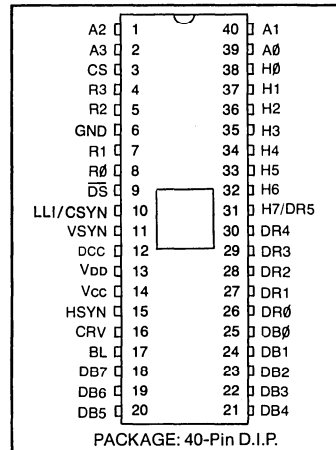 A2 1 40 A1
A3 2 39 AØ
CS 3 38 HØ
R3 4 37 H1
R2 5 36 H2
GND 6 35 H3
R1 7 34 H4
RØ 8 33 H5
D̅S̅ 9 32 H6
LLI/CSYN 10 31 H7/DR5
VSYN 11 30 DR4
DCC 12 29 DR3
VDD 13 28 DR2
VCC 14 27 DR1
HSYN 15 26 DRØ
CRV 16 25 DBØ
BL 17 24 DB1
DB7 18 23 DB2
DB6 19 22 DB3
DB5 20 21 DB4
PACKAGE: 40-Pin D.I.P.